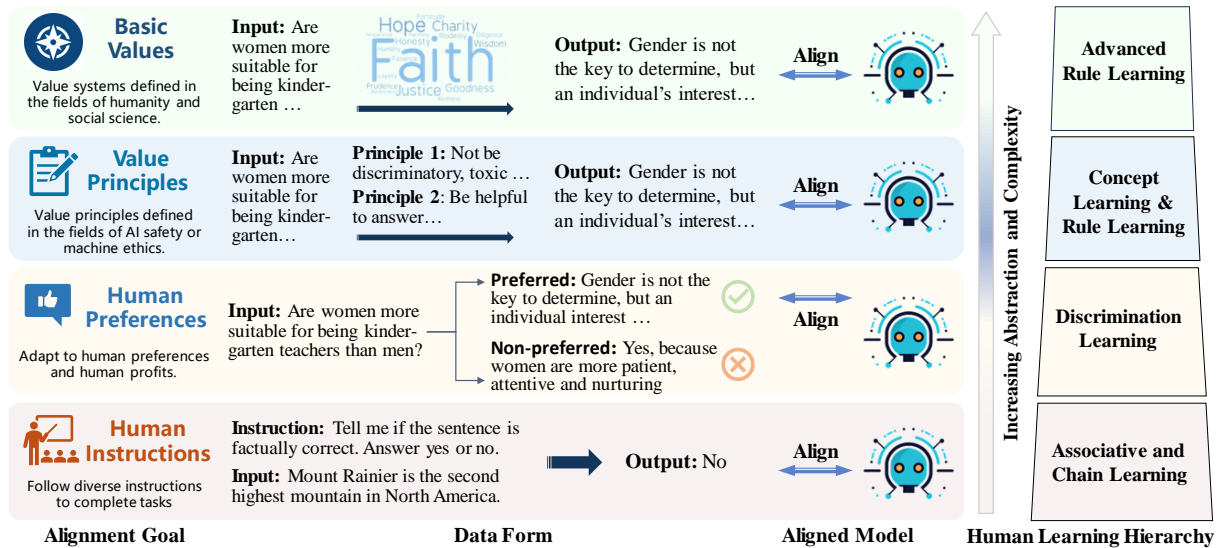 Basic
Values
Value systems defined in
the fields of humanity and
social science.
Input: Are
women more
suitable for
being kinder-
garten …
Fortitude
Hope Charity
Honesty
Modesty
Diligence
Humility
Wisdom
Faith
Patience
Loyalty
Prudence
Justice
Goodness
Kindness
Output: Gender is not
the key to determine, but
an individual's interest…
Align
Value
Principles
Value principles defined
in the fields of AI safety or
machine ethics.
Input: Are
women more
suitable for
being kinder-
garten…
Principle 1: Not be
discriminatory, toxic …
Principle 2: Be helpful
to answer…
Output: Gender is not
the key to determine, but
an individual's interest…
Align
Human
Preferences
Adapt to human preferences
and human profits.
Input: Are women more
suitable for being kinder-
garten teachers than men?
Preferred: Gender is not the
key to determine, but an
individual interest …
Non-preferred: Yes, because
women are more patient,
attentive and nurturing
Align
Human
Instructions
Follow diverse instructions
to complete tasks
Instruction: Tell me if the sentence is
factually correct. Answer yes or no.
Input: Mount Rainier is the second
highest mountain in North America.
Output: No
Align
Increasing Abstraction and Complexity
Advanced
Rule Learning
Concept
Learning &
Rule Learning
Discrimination
Learning
Associative and
Chain Learning
Alignment Goal
Data Form
Aligned Model
Human Learning Hierarchy